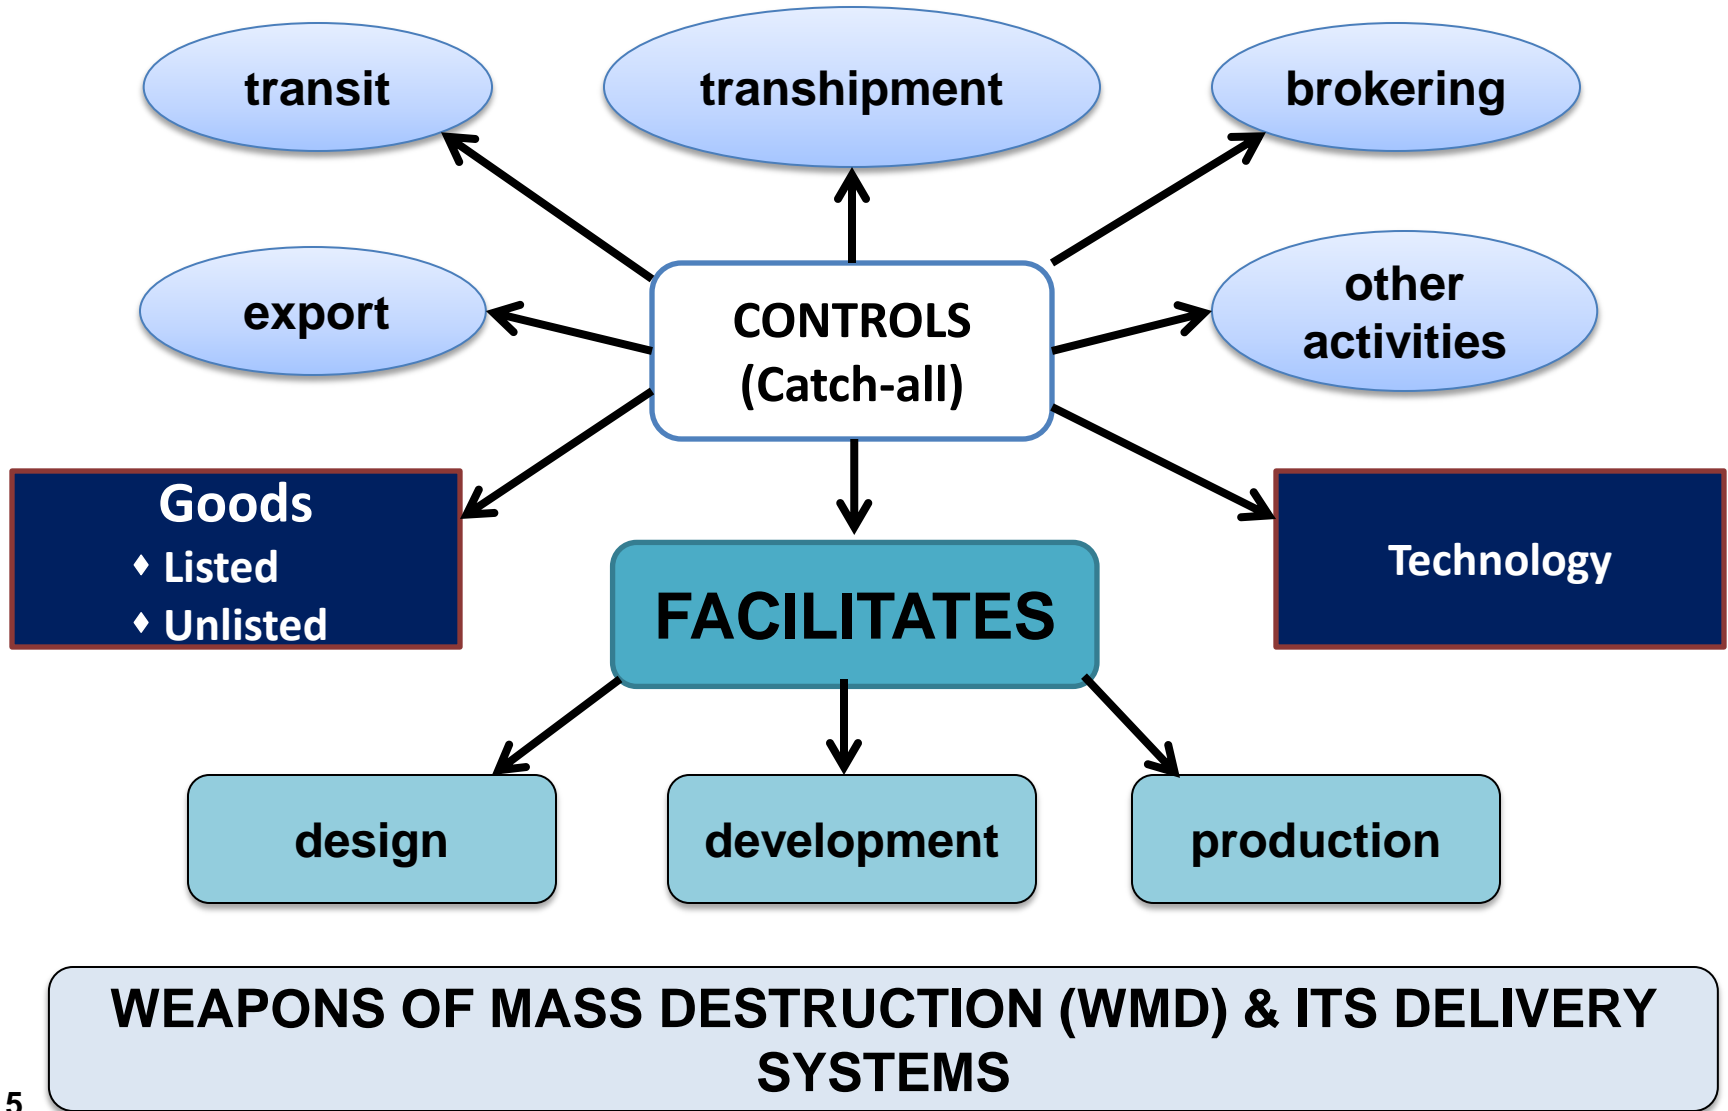 transit
transhipment
brokering
export
CONTROLS
(Catch-all)
other
activities
Goods
♦ Listed
♦ Unlisted
FACILITATES
Technology
design
development
production
WEAPONS OF MASS DESTRUCTION (WMD) & ITS DELIVERY
SYSTEMS
5